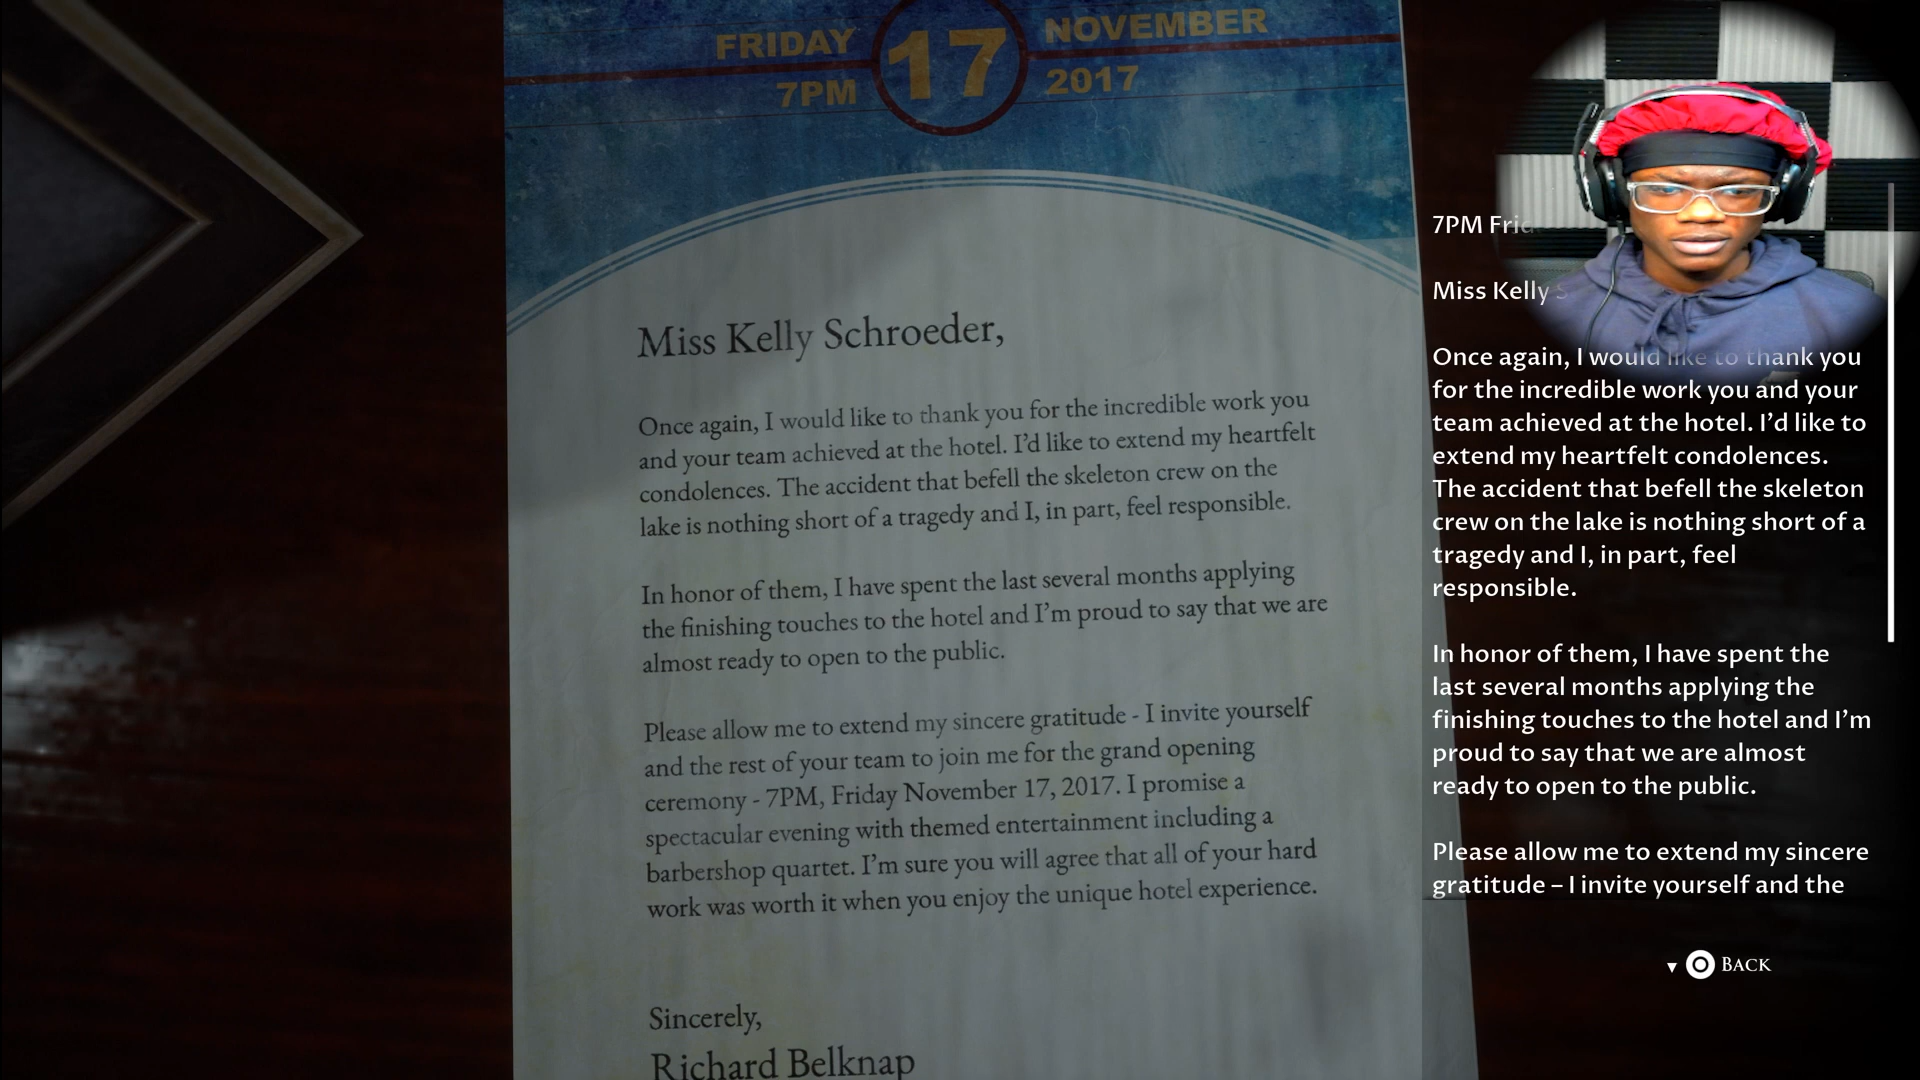 FRIDAY 17 NOVEMBER
7PM 2017
Miss Kelly Schroeder,
Once again, I would like to thank you for the incredible work you
and your team achieved at the hotel. I'd like to extend my heartfelt
condolences. The accident that befell the skeleton crew on the
lake is nothing short of a tragedy and I, in part, feel responsible.
In honor of them, I have spent the last several months applying
the finishing touches to the hotel and I'm proud to say that we are
almost ready to open to the public.
Please allow me to extend my sincere gratitude - I invite yourself
and the rest of your team to join me for the grand opening
ceremony - 7PM, Friday November 17, 2017. I promise a
spectacular evening with themed entertainment including a
barbershop quartet. I'm sure you will agree that all of your hard
work was worth it when you enjoy the unique hotel experience.
Sincerely,
Richard Belknap
7PM
Miss Kelly
Once again, I would like to thank you
for the incredible work you and your
team achieved at the hotel. I'd like to
extend my heartfelt condolences.
The accident that befell the skeleton
crew on the lake is nothing short of a
tragedy and I, in part, feel
responsible.
In honor of them, I have spent the
last several months applying the
finishing touches to the hotel and I'm
proud to say that we are almost
ready to open to the public.
Please allow me to extend my sincere
gratitude – I invite yourself and the
BACK